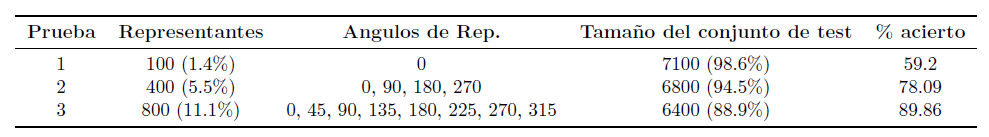 Prueba Representantes Angulos de Rep. Tamaño del conjunto de test % acierto
1 100 (1.4%) 0 7100 (98.6%) 59.2
2 400 (5.5%) 0, 90, 180, 270 6800 (94.5%) 78.09
3 800 (11.1%) 0, 45, 90, 135, 180, 225, 270, 315 6400 (88.9%) 89.86